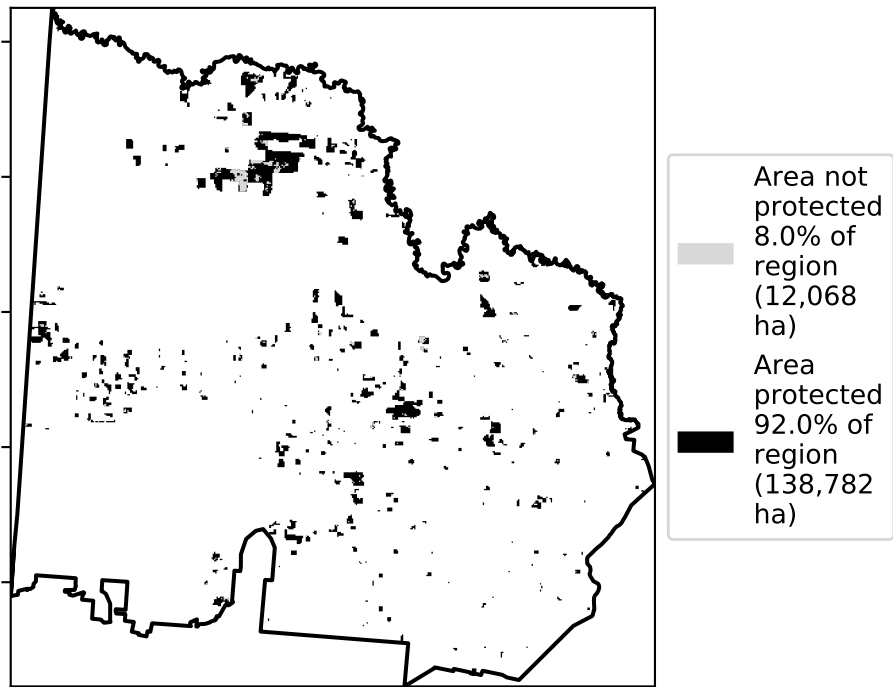 Area not
protected
8.0% of
region
(12,068
ha)
Area
protected
92.0% of
region
(138,782
ha)